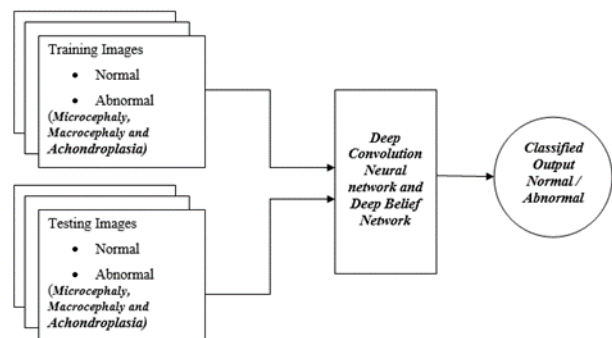 Training Images
• Normal
• Abnormal
(Microcephaly,
Macrocephaly and
Achondroplasia)
Testing Images
• Normal
• Abnormal
(Microcephaly,
Macrocephaly and
Achondroplasia)
Deep
Convolution
Neural
network and
Deep Belief
Network
Classified
Output
Normal /
Abnormal